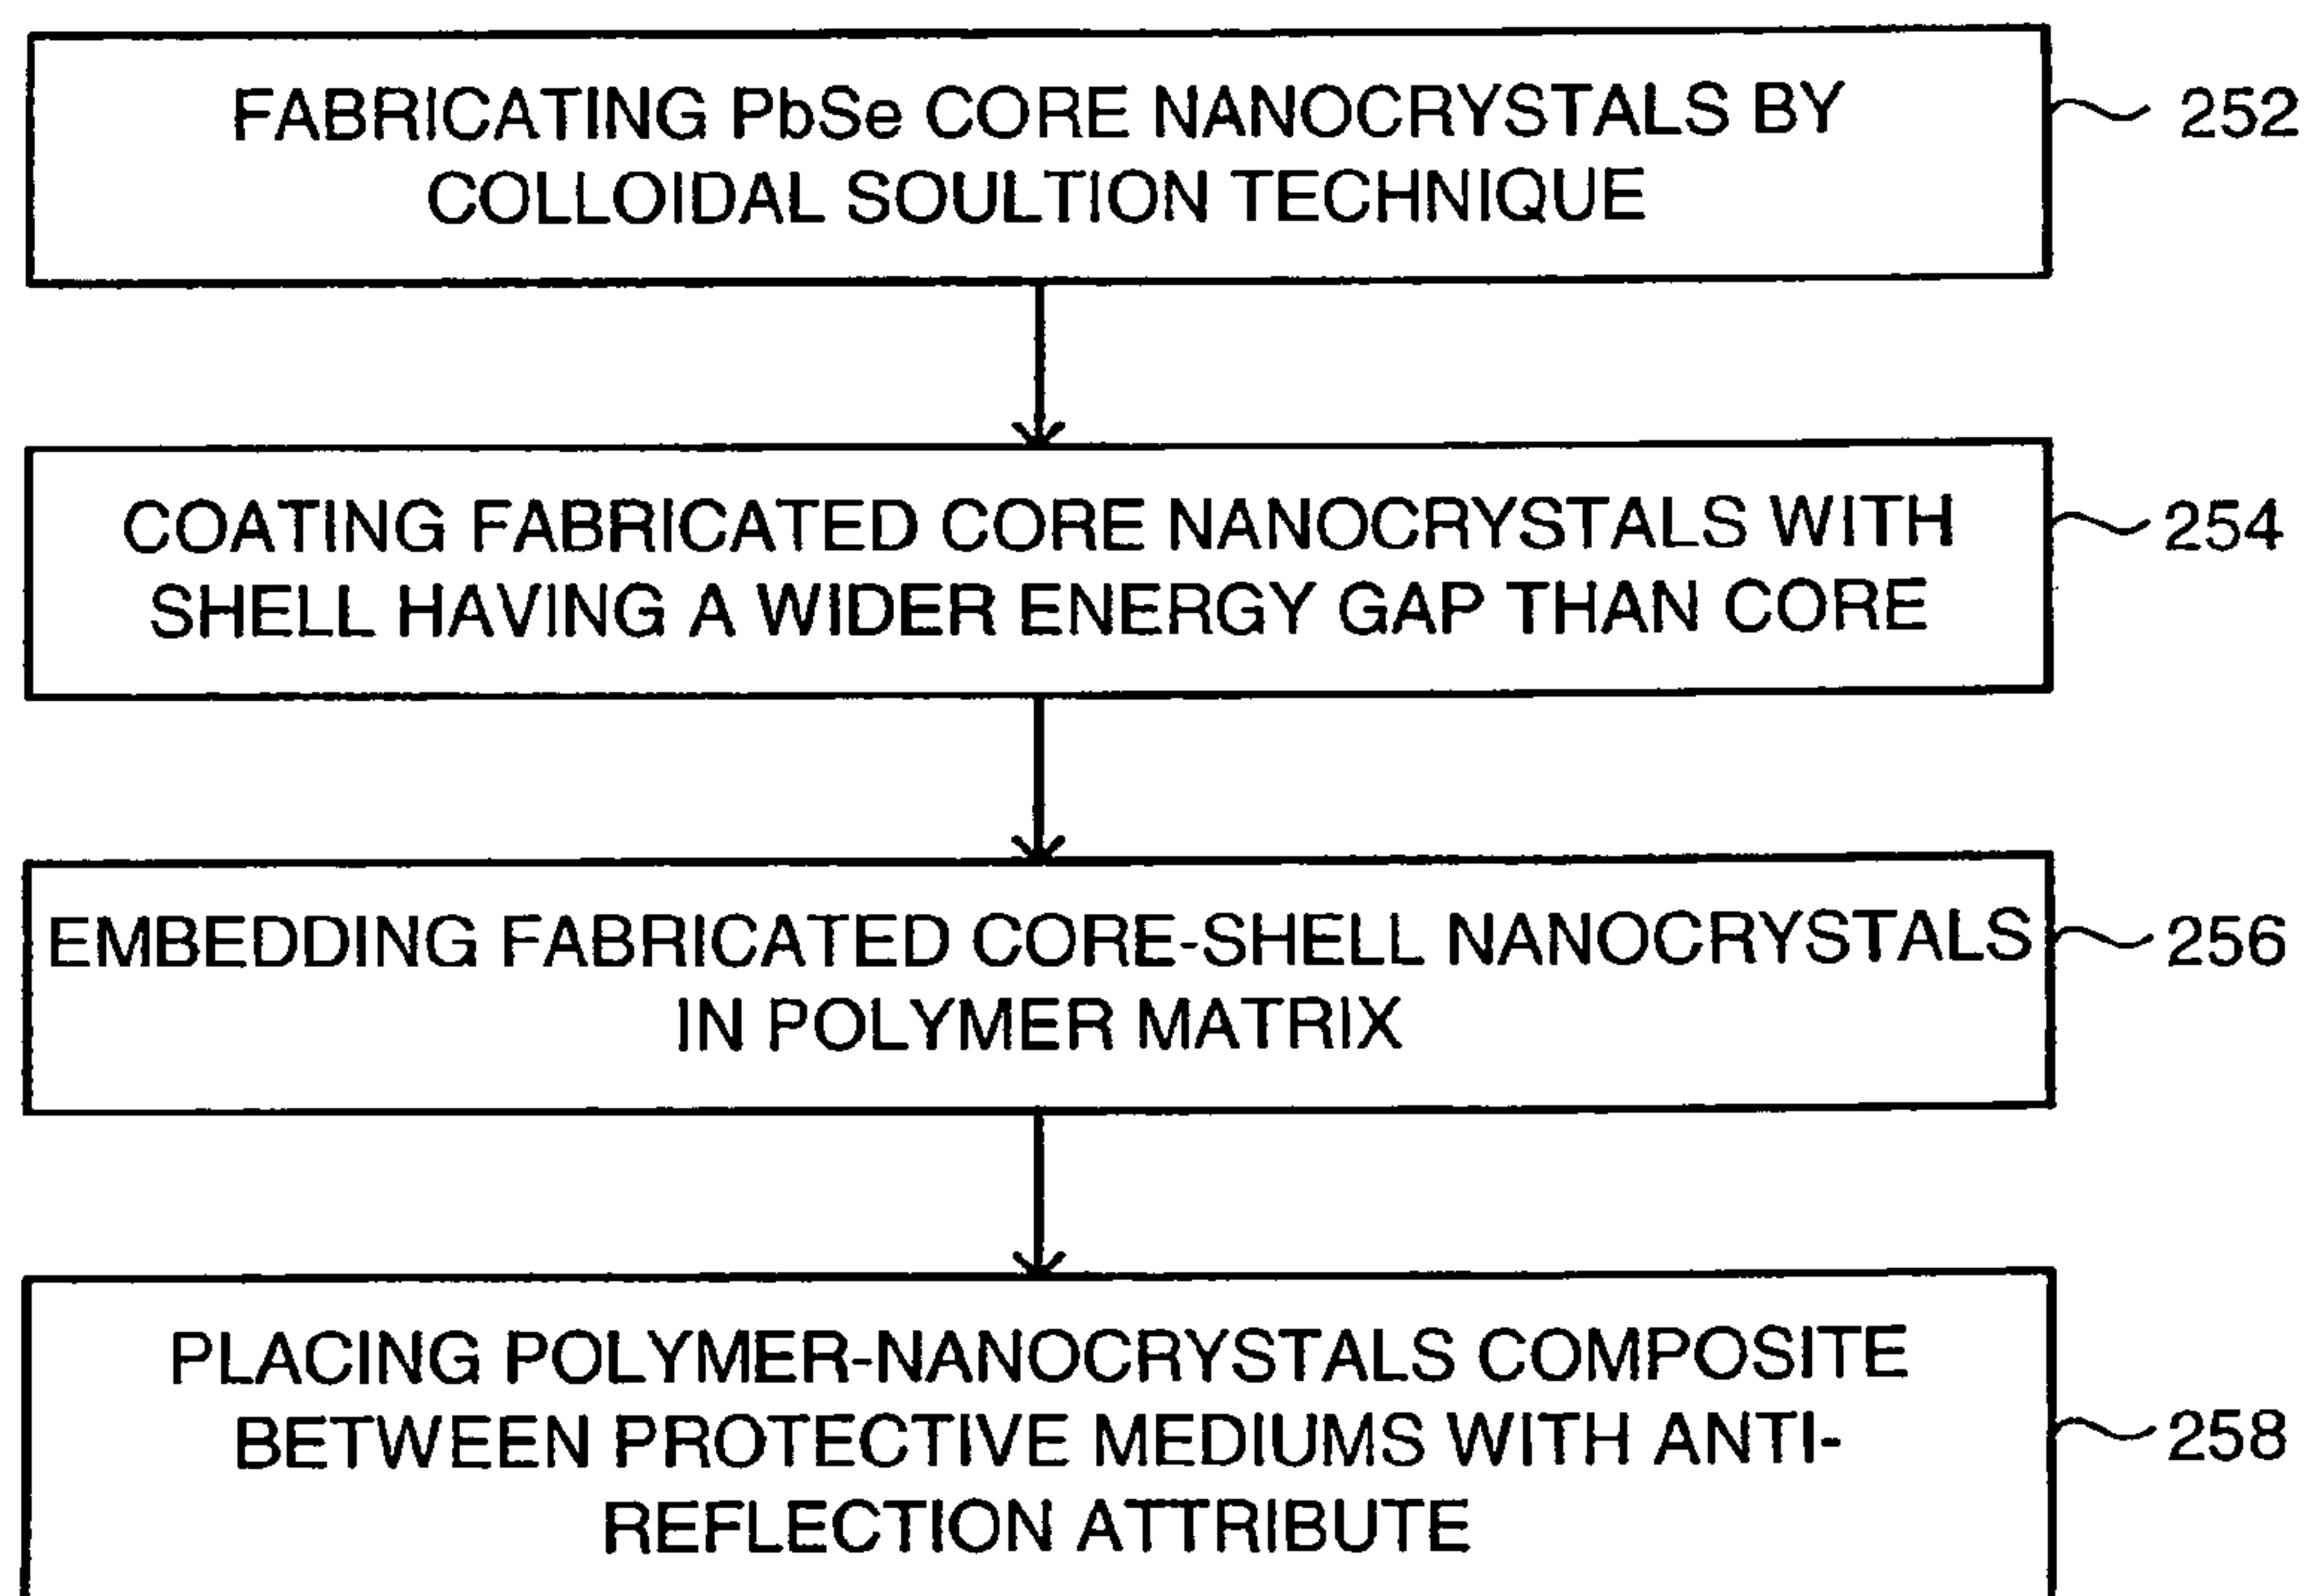 FABRICATING PbSe CORE NANOCRYSTALS BY
COLLOIDAL SOULTION TECHNIQUE
252
COATING FABRICATED CORE NANOCRYSTALS WITH
SHELL HAVING A WIDER ENERGY GAP THAN CORE
254
EMBEDDING FABRICATED CORE-SHELL NANOCRYSTALS
IN POLYMER MATRIX
256
PLACING POLYMER-NANOCRYSTALS COMPOSITE
BETWEEN PROTECTIVE MEDIUMS WITH ANTI-
REFLECTION ATTRIBUTE
258